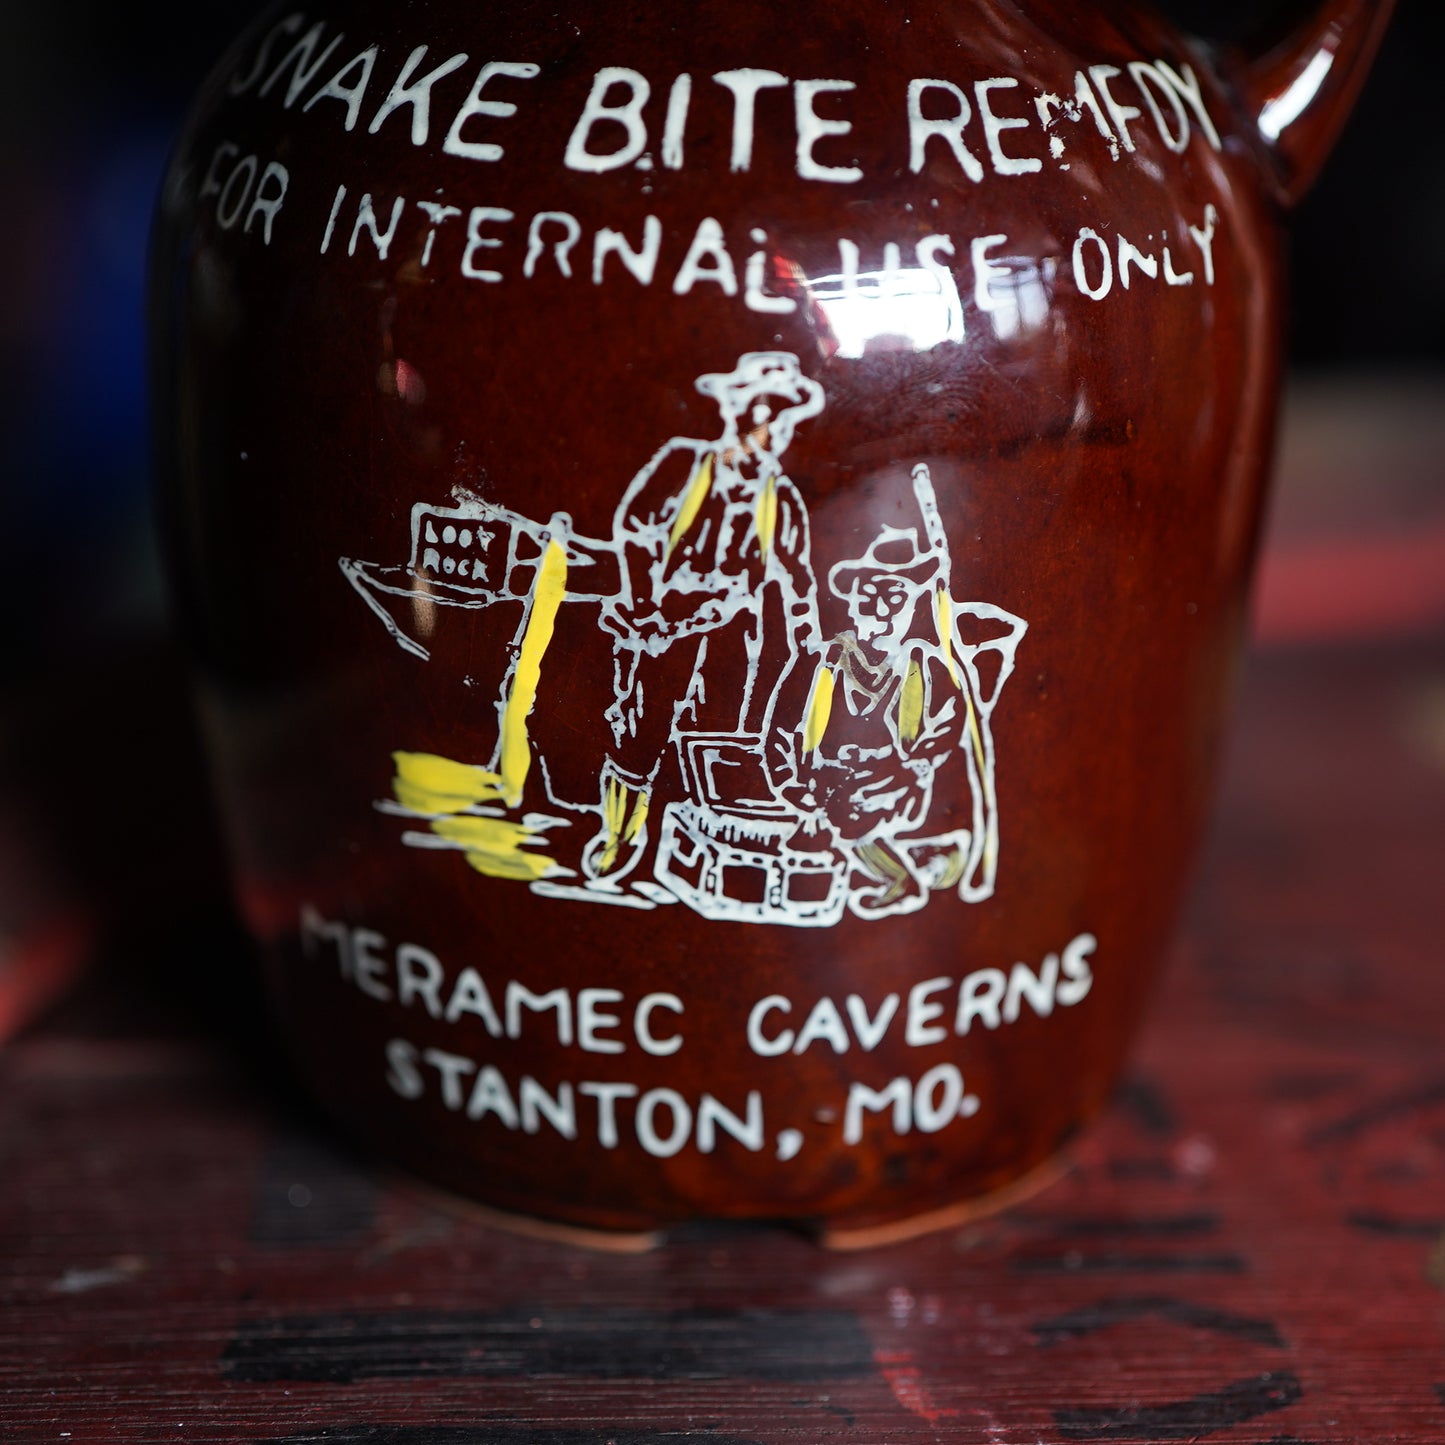 SNAKE BITE REMEDY
FOR INTERNAL USE ONLY
LOOT
ROCK
MERAMEC CAVERNS
STANTON, MO.